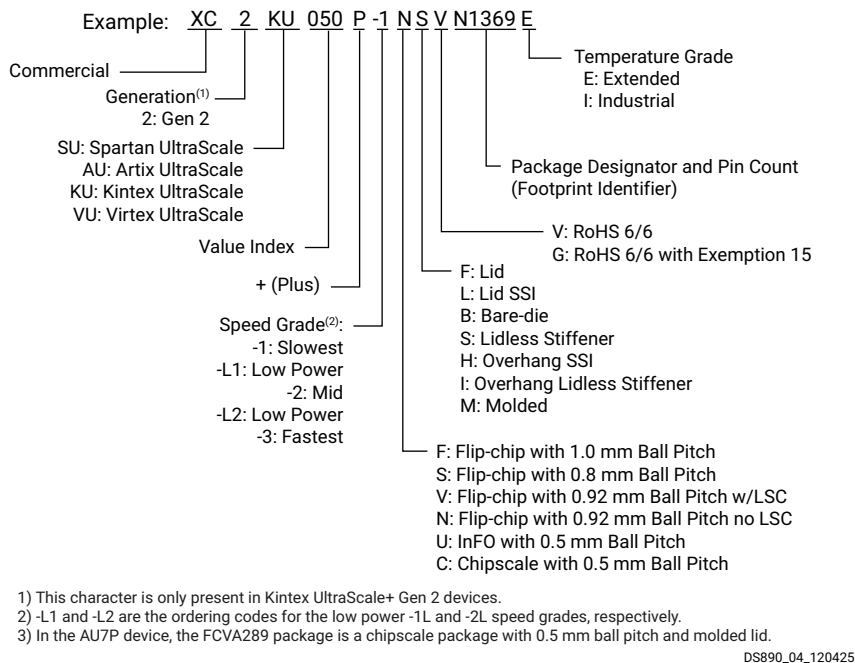 Example: XC 2 KU 050 P -1 N S V N1369 E
Commercial
Generation(1)
2: Gen 2
SU: Spartan UltraScale
AU: Artix UltraScale
KU: Kintex UltraScale
VU: Virtex UltraScale
Value Index
+ (Plus)
Speed Grade(2):
-1: Slowest
-L1: Low Power
-2: Mid
-L2: Low Power
-3: Fastest
Temperature Grade
E: Extended
I: Industrial
Package Designator and Pin Count
(Footprint Identifier)
V: RoHS 6/6
G: RoHS 6/6 with Exemption 15
F: Lid
L: Lid SSI
B: Bare-die
S: Lidless Stiffener
H: Overhang SSI
I: Overhang Lidless Stiffener
M: Molded
F: Flip-chip with 1.0 mm Ball Pitch
S: Flip-chip with 0.8 mm Ball Pitch
V: Flip-chip with 0.92 mm Ball Pitch w/LSC
N: Flip-chip with 0.92 mm Ball Pitch no LSC
U: InFO with 0.5 mm Ball Pitch
C: Chipscale with 0.5 mm Ball Pitch
1) This character is only present in Kintex UltraScale+ Gen 2 devices.
2) -L1 and -L2 are the ordering codes for the low power -1L and -2L speed grades, respectively.
3) In the AU7P device, the FCVA289 package is a chipscale package with 0.5 mm ball pitch and molded lid.
DS890_04_120425